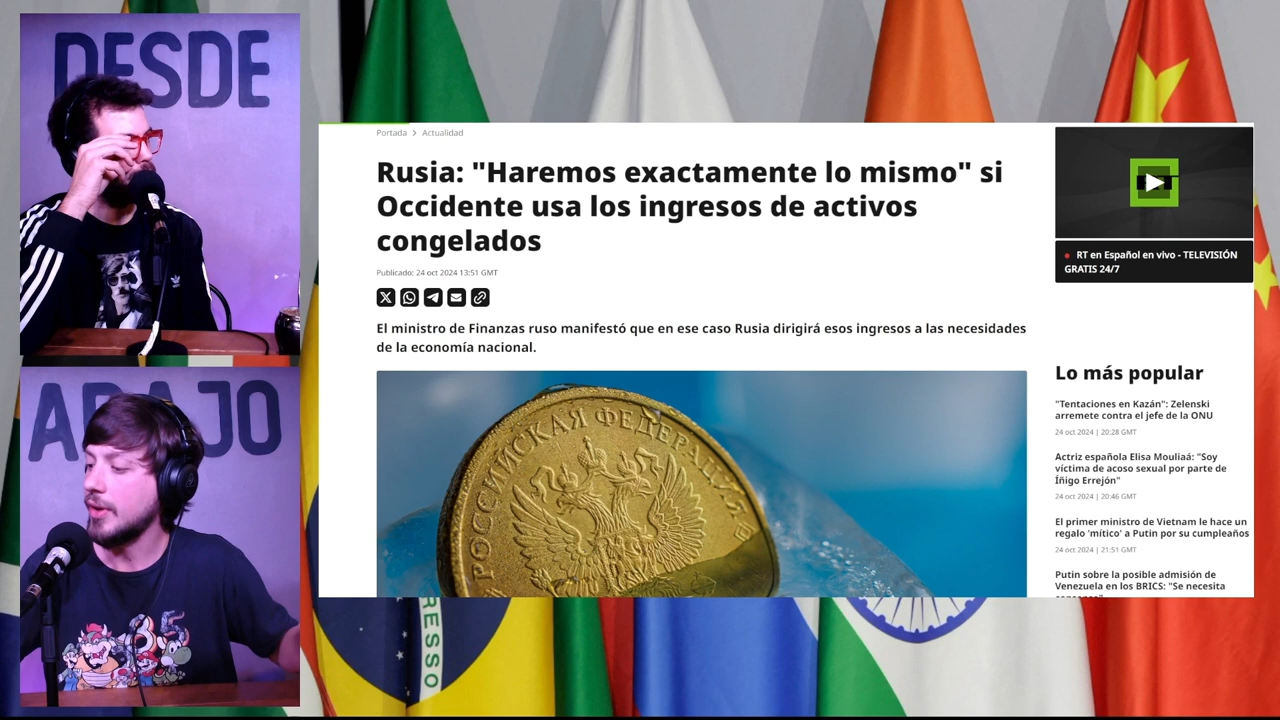 DESDE
ABAJO
Portada > Actualidad
Rusia: "Haremos exactamente lo mismo" si
Occidente usa los ingresos de activos
congelados
Publicado: 24 oct 2024 13:51 GMT
El ministro de Finanzas ruso manifestó que en ese caso Rusia dirigirá esos ingresos a las necesidades
de la economía nacional.
РОССИЙСКАЯ ФЕДЕРАЦИЯ
RT en Español en vivo - TELEVISIÓN
GRATIS 24/7
Lo más popular
"Tentaciones en Kazán": Zelenski
arremete contra el jefe de la ONU
24 oct 2024 | 20:28 GMT
Actriz española Elisa Mouliaá: "Soy
víctima de acoso sexual por parte de
Íñigo Errejón"
24 oct 2024 | 20:46 GMT
El primer ministro de Vietnam le hace un
regalo 'mítico' a Putin por su cumpleaños
24 oct 2024 | 21:51 GMT
Putin sobre la posible admisión de
Venezuela en los BRICS: "Se necesita
RESSO